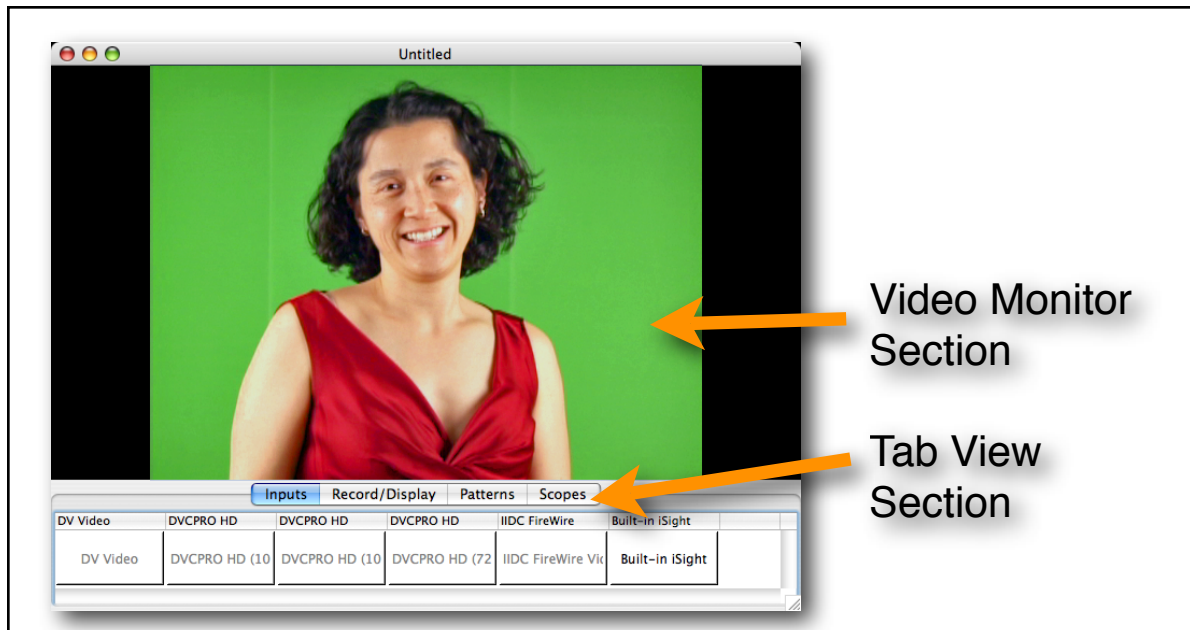 Untitled
Video Monitor
Section
Tab View
Section
Inputs Record/Display Patterns Scopes
DV Video DVCPRO HD DVCPRO HD DVCPRO HD IIDC FireWire Built-in iSight
DV Video DVCPRO HD (10 DVCPRO HD (10 DVCPRO HD (72 IIDC FireWire Vic Built-in iSight